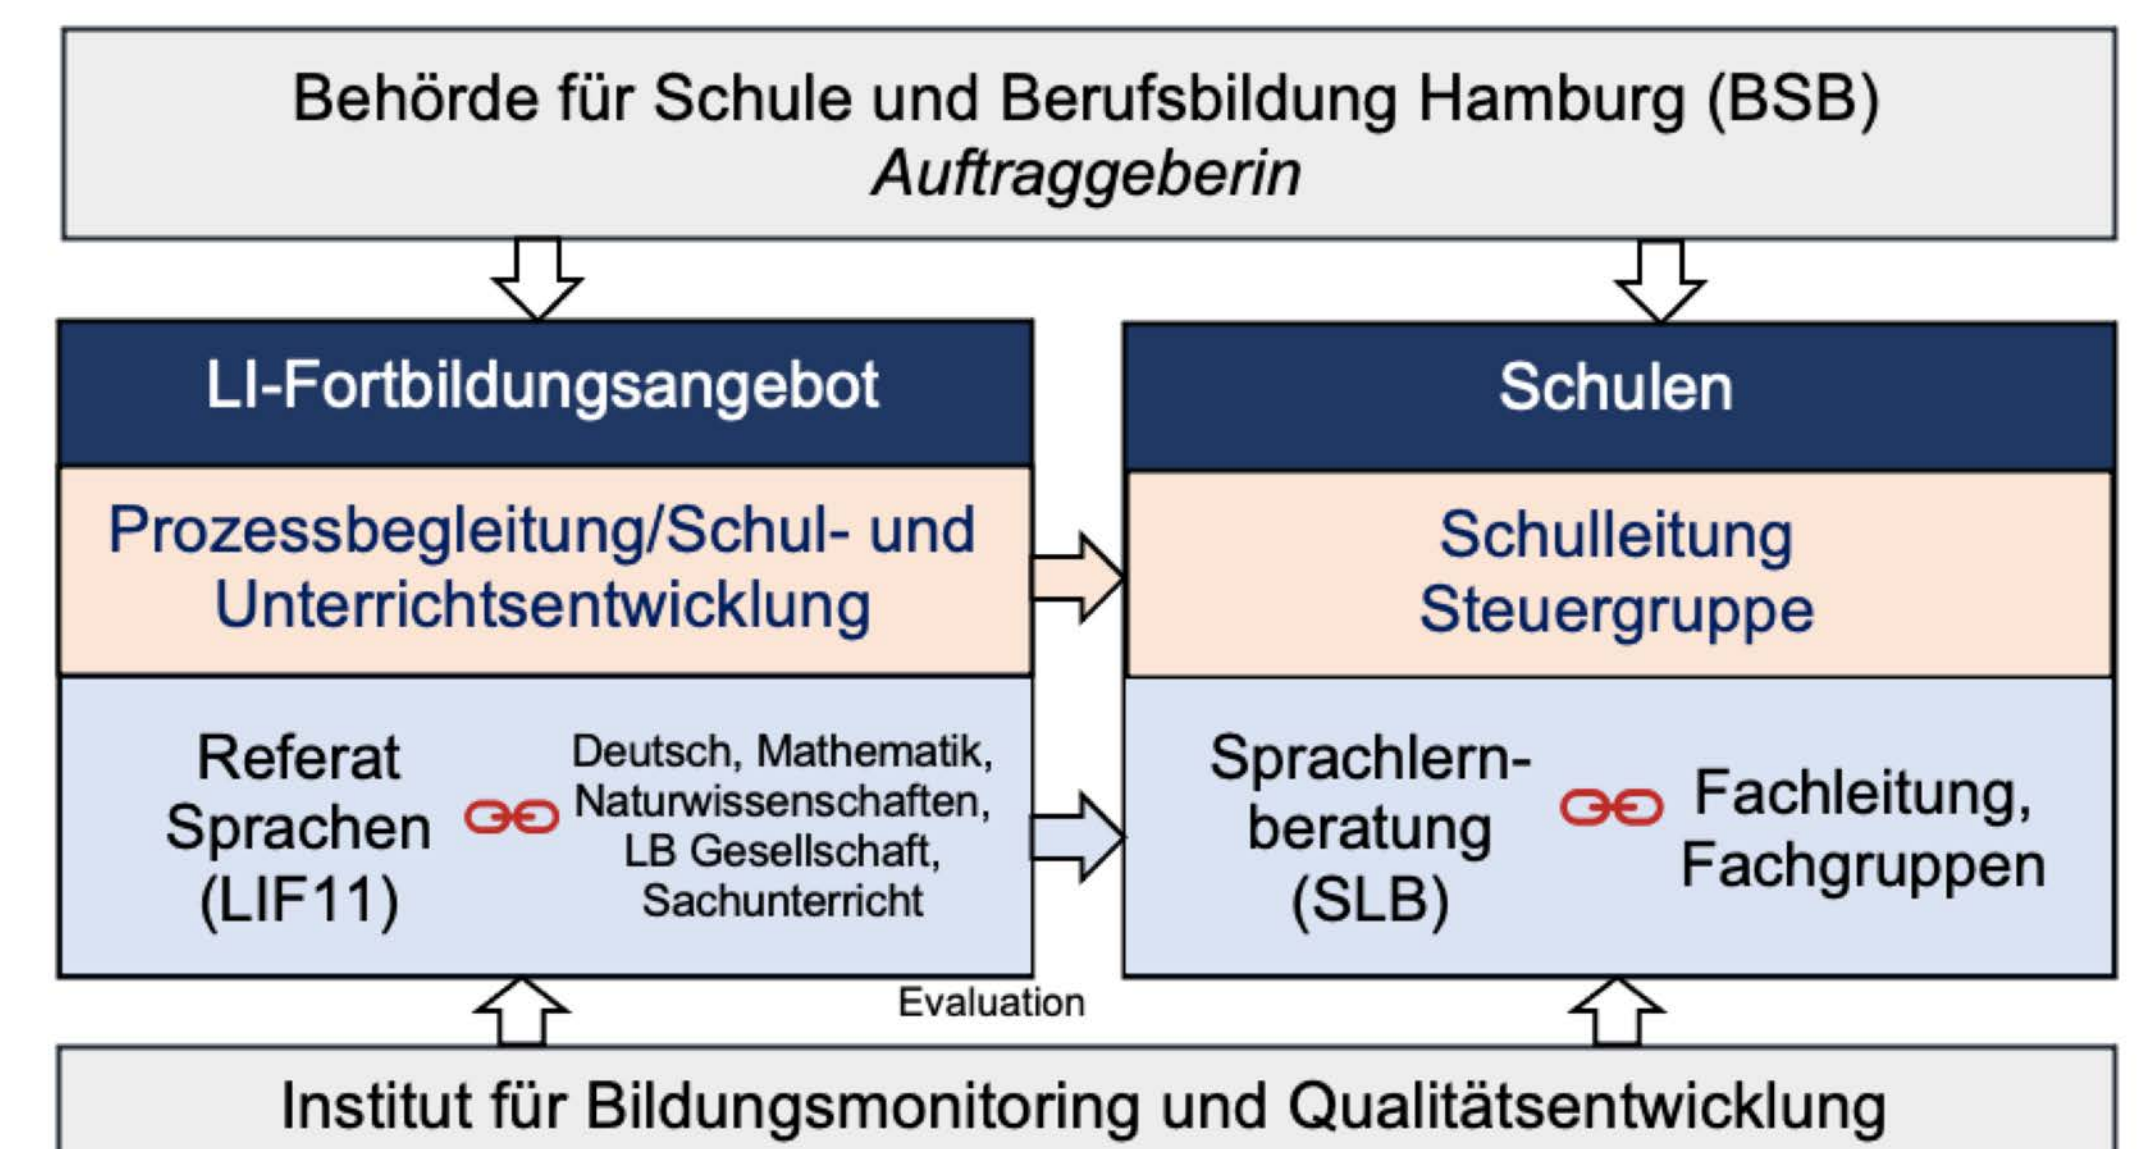 Behörde für Schule und Berufsbildung Hamburg (BSB)
Auftraggeberin
LI-Fortbildungsangebot
Schulen
Prozessbegleitung/Schul- und
Unterrichtsentwicklung
Schulleitung
Steuergruppe
Referat
Sprachen
(LIF11)
Deutsch, Mathematik,
Naturwissenschaften,
LB Gesellschaft,
Sachunterricht
Sprachlern-
beratung
(SLB)
Fachleitung,
Fachgruppen
Evaluation
Institut für Bildungsmonitoring und Qualitätsentwicklung